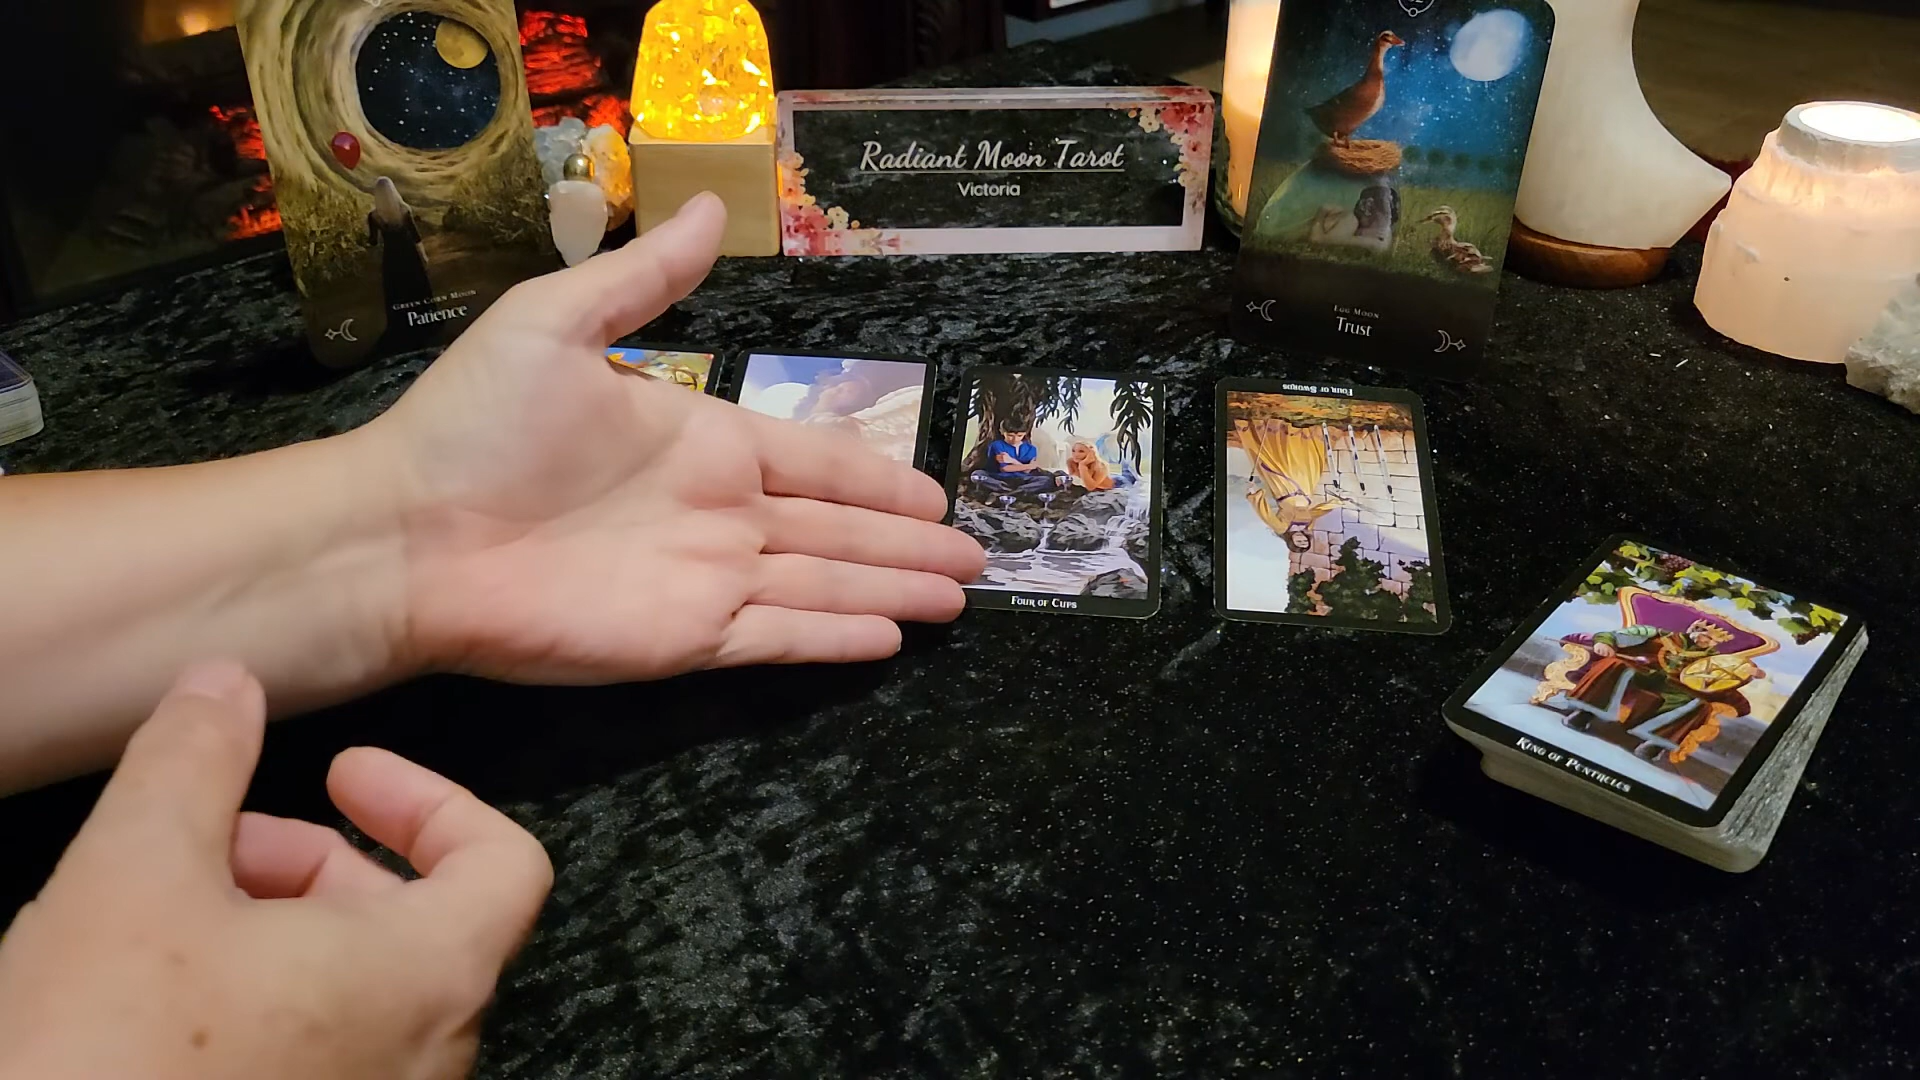 Radiant Moon Tarot
Victoria
Green Corn Moon
Patience
Egg Moon
Trust
Four of Swords
Four of Cups
King of Pentacles